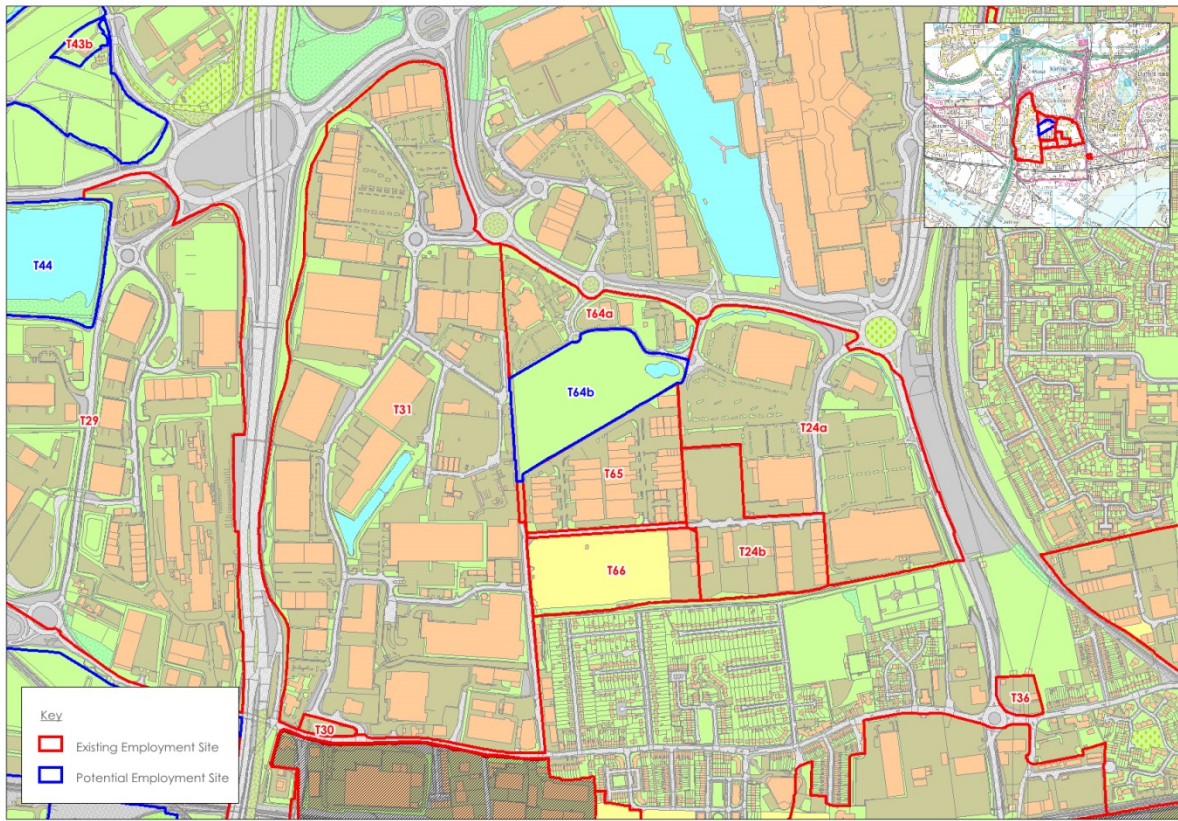 T43b
T44
T64a
T64b
T31
T29
T24a
T65
T24b
T66
T36
T30
Key
Existing Employment Site
Potential Employment Site